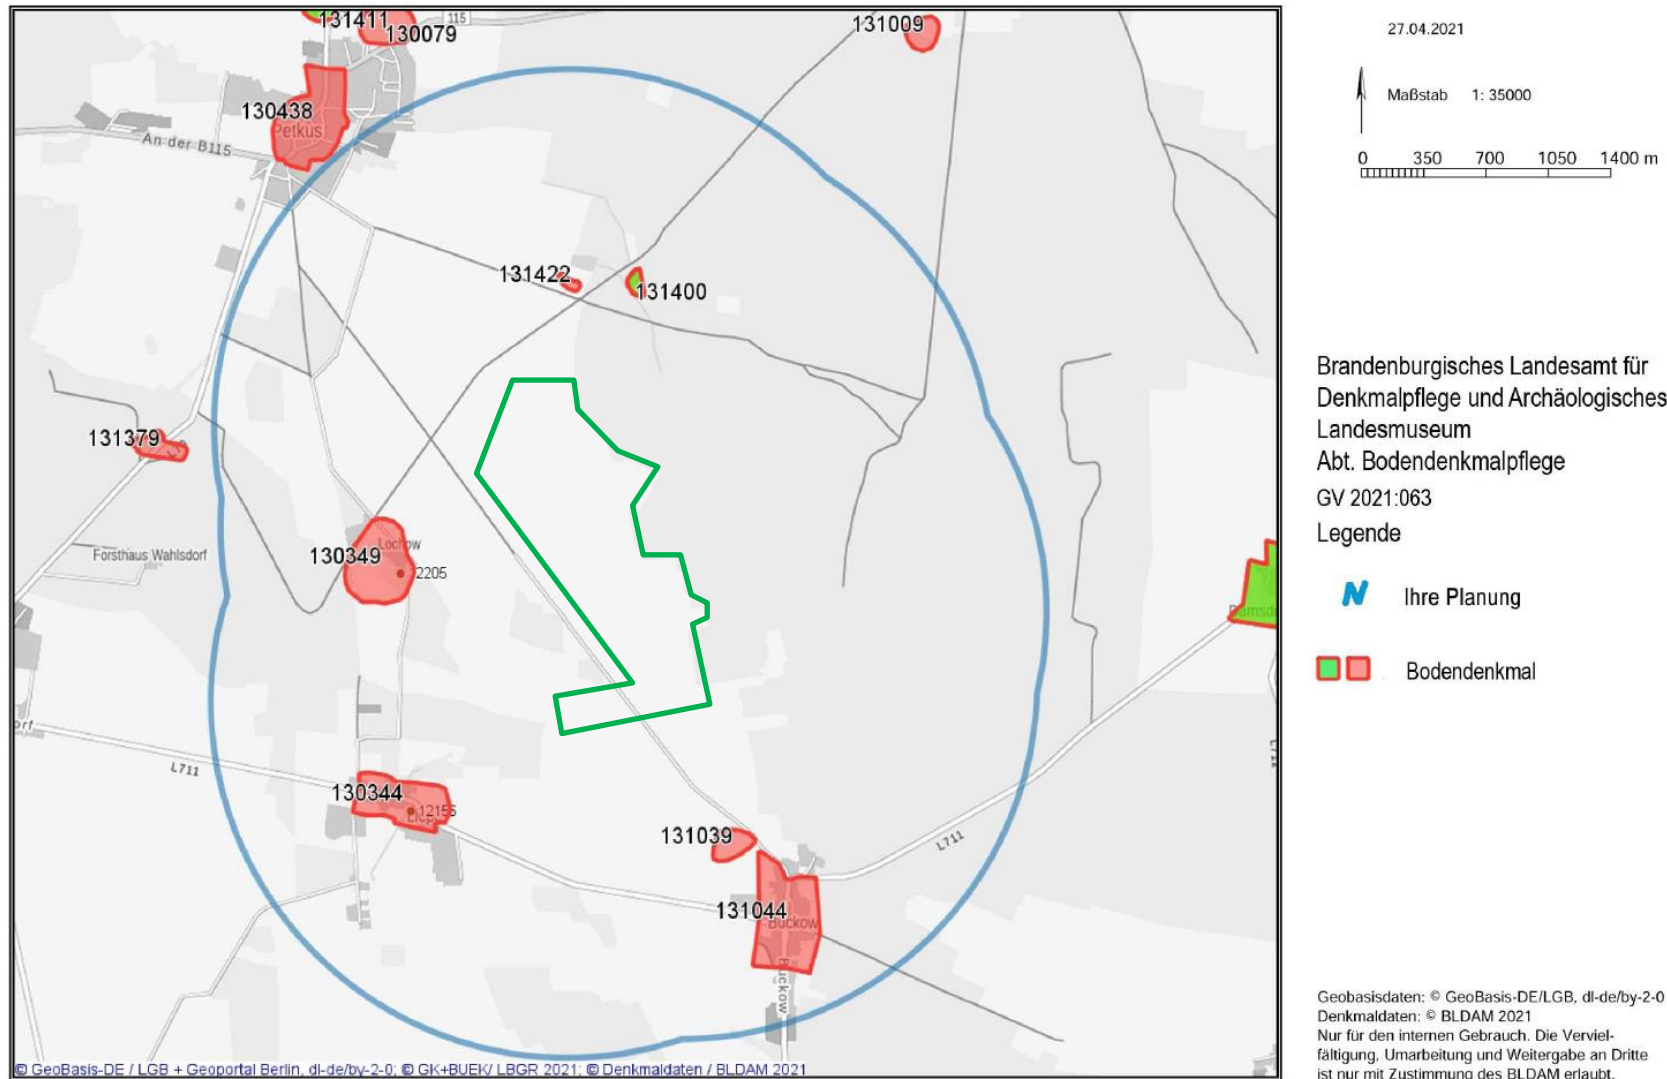 131411
130079
115
131009
130438
Petkus
An der B115
131422
131400
131379
130349
Lochow
12205
Forsthaus Wahlsdorf
L711
130344
12155
131039
131044
Buckow
Buckow
L711
© GeoBasis-DE / LGB + Geoportal Berlin, dl-de/by-2-0; © GK+BUEK/ LBGR 2021; © Denkmaldaten / BLDAM 2021
27.04.2021
Maßstab 1: 35000
0 350 700 1050 1400 m
Brandenburgisches Landesamt für
Denkmalpflege und Archäologisches
Landesmuseum
Abt. Bodendenkmalpflege
GV 2021:063
Legende
Ihre Planung
Bodendenkmal
Geobasisdaten: © GeoBasis-DE/LGB, dl-de/by-2-0
Denkmaldaten: © BLDAM 2021
Nur für den internen Gebrauch. Die Verviel-
fältigung, Umarbeitung und Weitergabe an Dritte
ist nur mit Zustimmung des BLDAM erlaubt.